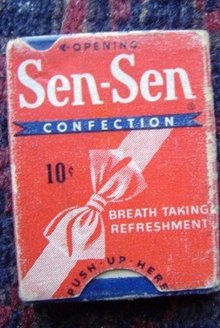 OPENING
Sen-Sen®
CONFECTION
10¢
BREATH TAKING
REFRESHMENT
PUSH·UP·HERE